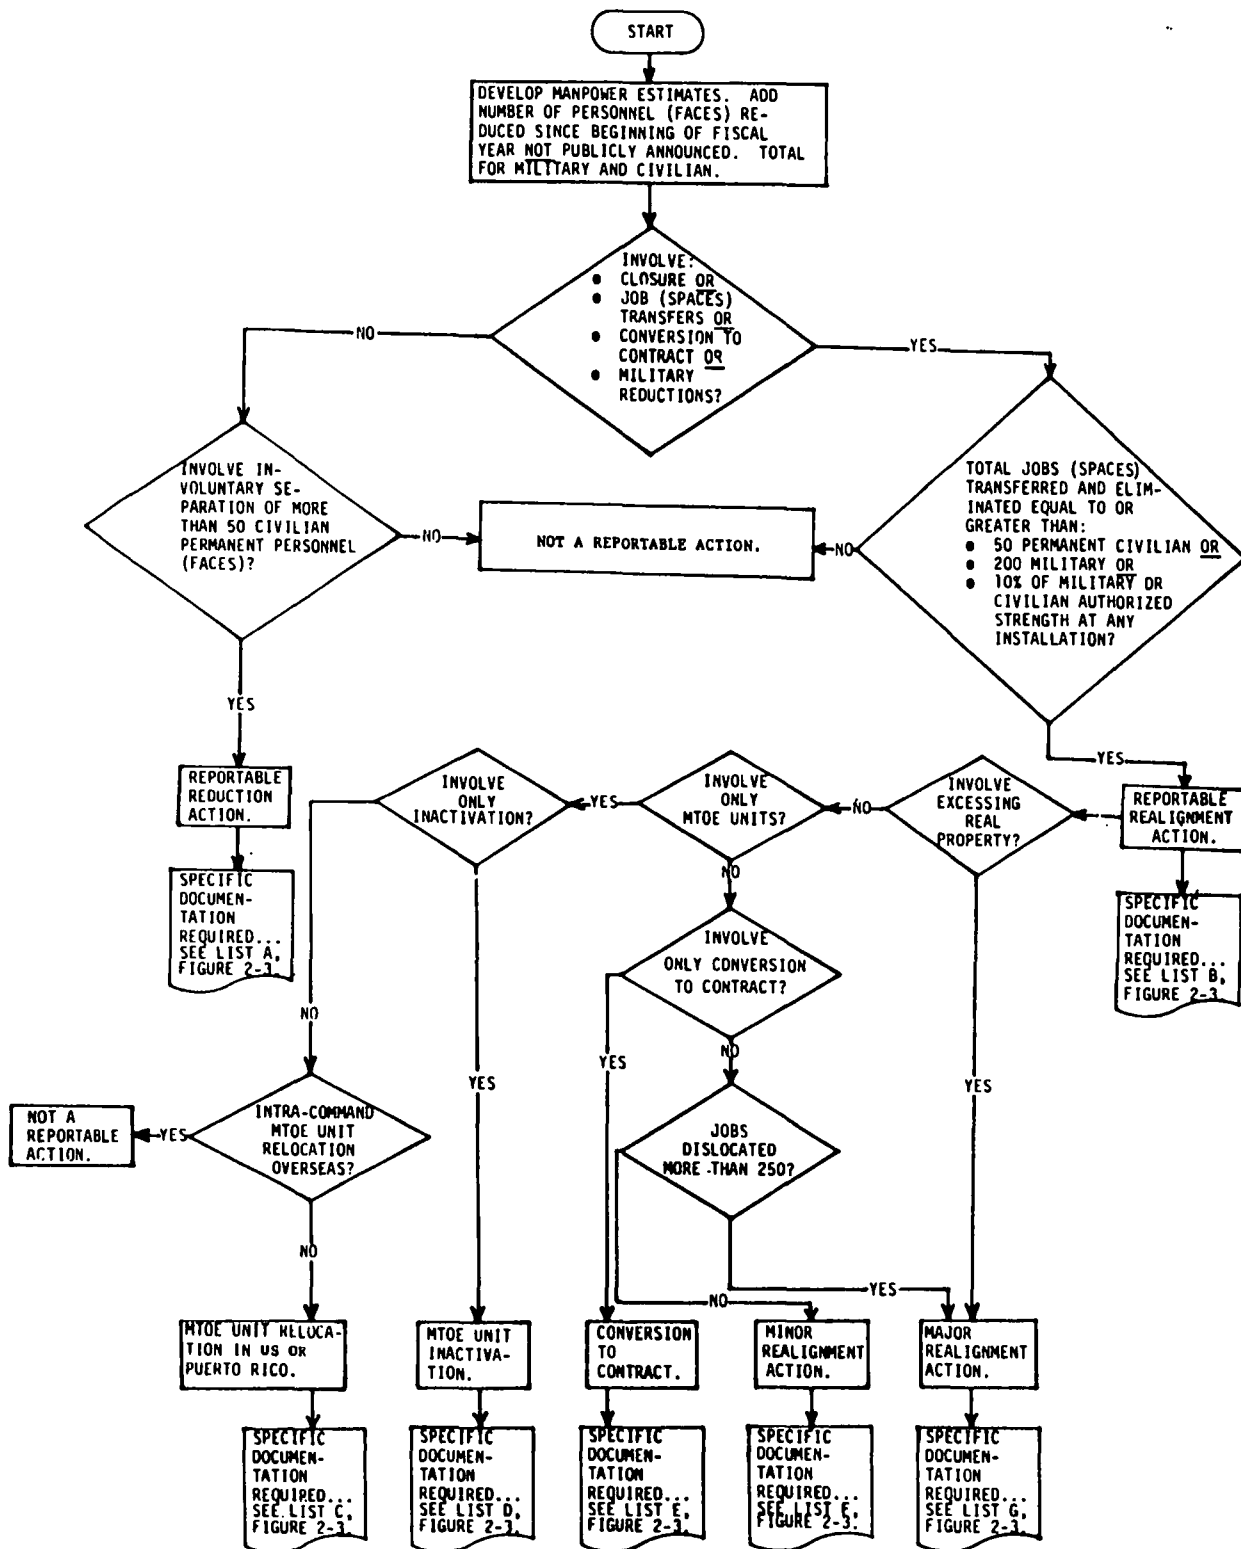 START
DEVELOP MANPOWER ESTIMATES. ADD
NUMBER OF PERSONNEL (FACES) RE-
DUCED SINCE BEGINNING OF FISCAL
YEAR NOT PUBLICLY ANNOUNCED. TOTAL
FOR MILITARY AND CIVILIAN.
INVOLVE:
• CLOSURE OR
• JOB (SPACES)
TRANSFERS OR
• CONVERSION TO
CONTRACT OR
• MILITARY
REDUCTIONS?
NO
YES
INVOLVE IN-
VOLUNTARY SE-
PARATION OF MORE
THAN 50 CIVILIAN
PERMANENT PERSONNEL
(FACES)?
NO
NOT A REPORTABLE ACTION.
NO
TOTAL JOBS (SPACES)
TRANSFERRED AND ELIM-
INATED EQUAL TO OR
GREATER THAN:
• 50 PERMANENT CIVILIAN OR
• 200 MILITARY OR
• 10% OF MILITARY OR
CIVILIAN AUTHORIZED
STRENGTH AT ANY
INSTALLATION?
YES
YES
REPORTABLE
REDUCTION
ACTION.
SPECIFIC
DOCUMEN-
TATION
REQUIRED...
SEE LIST A,
FIGURE 2-3.
INVOLVE
ONLY
INACTIVATION?
YES
INVOLVE
ONLY
MTOE UNITS?
NO
INVOLVE
EXCESSING
REAL
PROPERTY?
REPORTABLE
REALIGNMENT
ACTION.
SPECIFIC
DOCUMEN-
TATION
REQUIRED...
SEE LIST B,
FIGURE 2-3.
NO
INVOLVE
ONLY CONVERSION
TO CONTRACT?
NO
NO
YES
YES
YES
JOBS
DISLOCATED
MORE THAN 250?
NOT A
REPORTABLE
ACTION.
YES
INTRA-COMMAND
MTOE UNIT
RELOCATION
OVERSEAS?
NO
NO
YES
MTOE UNIT RELOCA-
TION IN US OR
PUERTO RICO.
MTOE UNIT
INACTIVA-
TION.
CONVERSION
TO
CONTRACT.
MINOR
REALIGNMENT
ACTION.
MAJOR
REALIGNMENT
ACTION.
SPECIFIC
DOCUMEN-
TATION
REQUIRED...
SEE LIST C,
FIGURE 2-3.
SPECIFIC
DOCUMEN-
TATION
REQUIRED...
SEE LIST D,
FIGURE 2-3.
SPECIFIC
DOCUMEN-
TATION
REQUIRED...
SEE LIST E,
FIGURE 2-3.
SPECIFIC
DOCUMEN-
TATION
REQUIRED...
SEE LIST F,
FIGURE 2-3.
SPECIFIC
DOCUMEN-
TATION
REQUIRED...
SEE LIST G,
FIGURE 2-3.